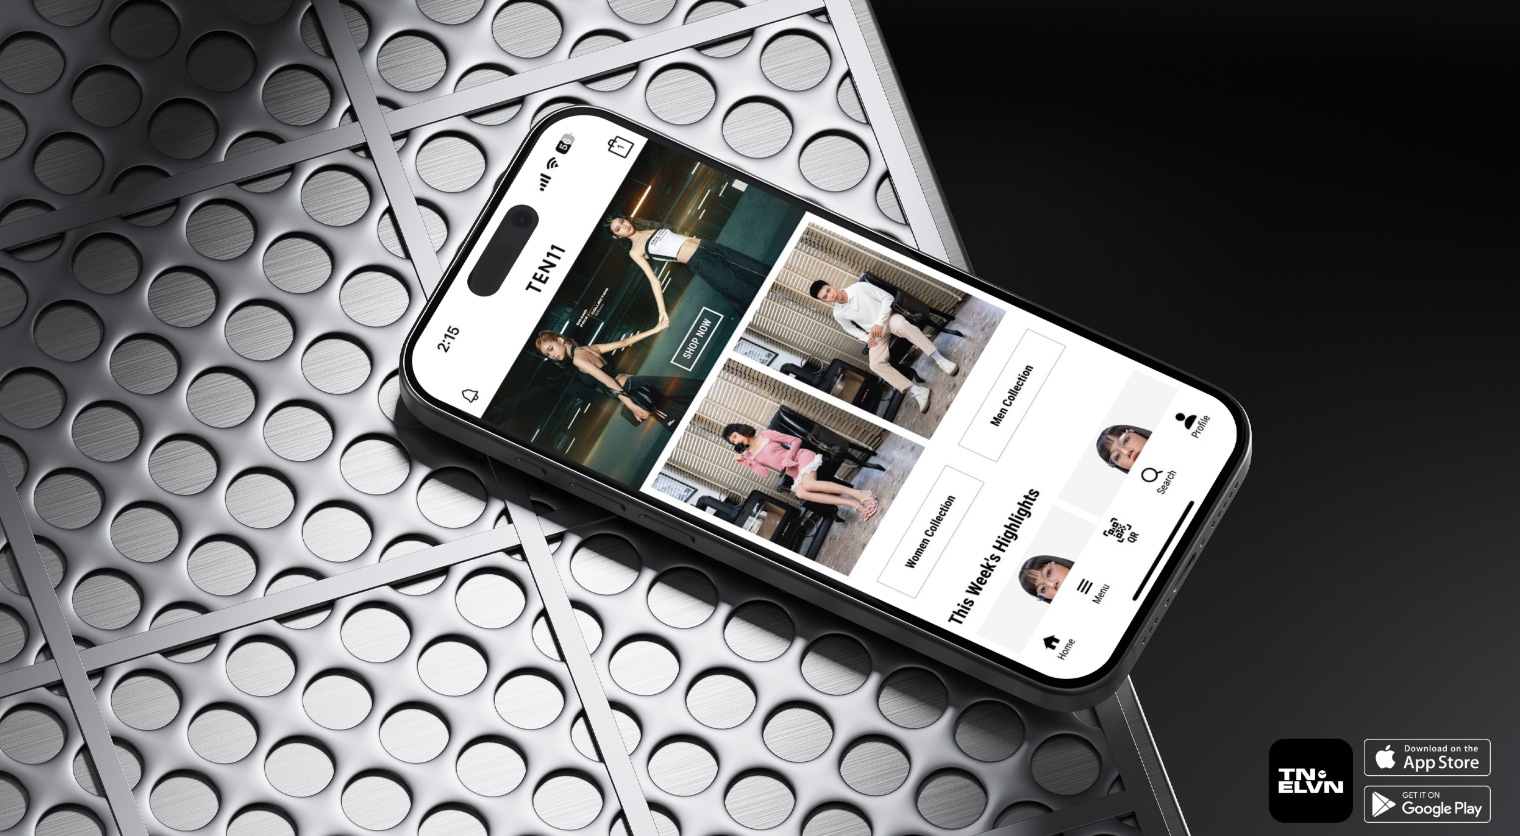 2:15
56
1
TEN11
SHOP NOW
Men Collection
Women Collection
This Week's Highlights
Home
Menu
QR
Search
Profile
TN
ELVN
Download on the
App Store
GET IT ON
Google Play